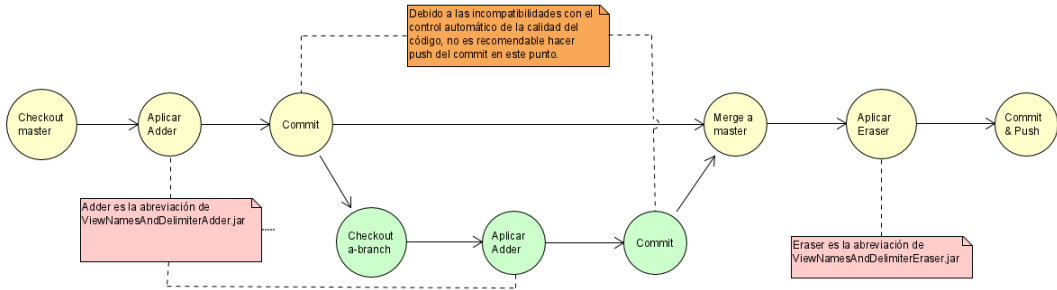 Debido a las incompatibilidades con el
control automático de la calidad del
código, no es recomendable hacer
push del commit en este punto.
Checkout
master
Aplicar
Adder
Commit
Merge a
master
Aplicar
Eraser
Commit
& Push
Adder es la abreviación de
ViewNamesAndDelimiterAdder.jar
Checkout
a-branch
Aplicar
Adder
Commit
Eraser es la abreviación de
ViewNamesAndDelimiterEraser.jar